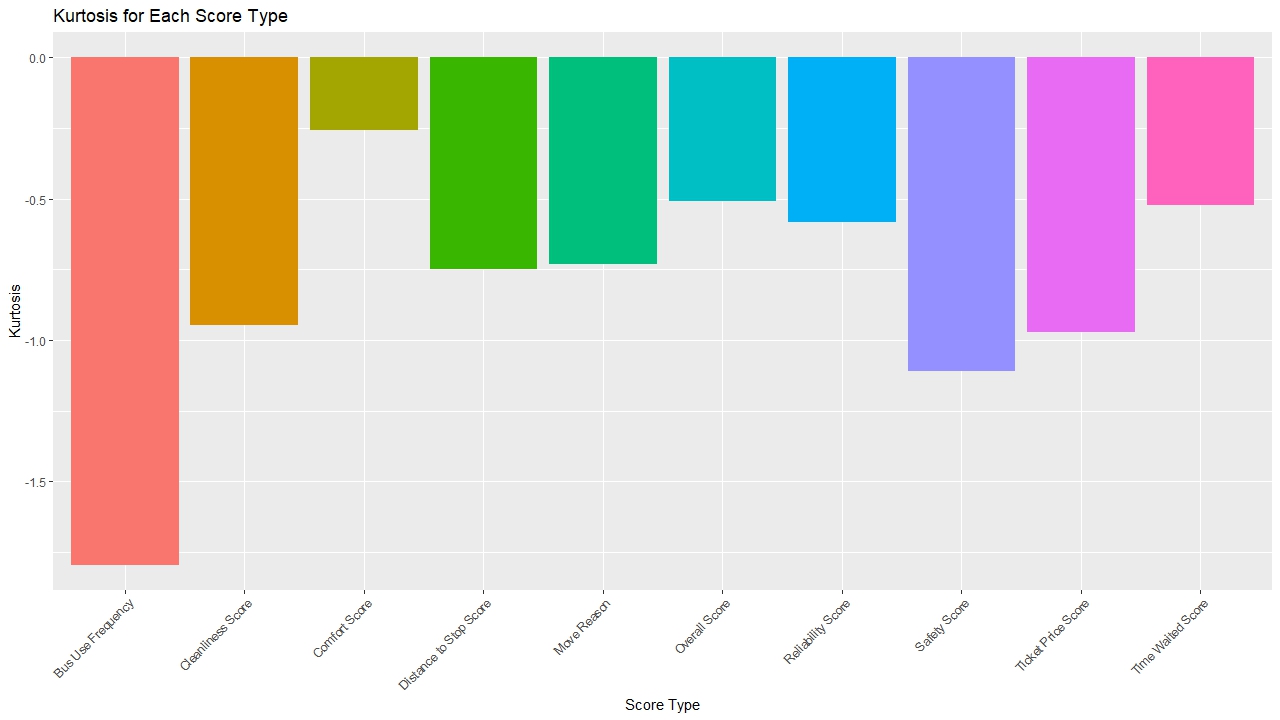 Kurtosis for Each Score Type
Kurtosis
0.0
-0.5
-1.0
-1.5
Bus Use Frequency
Cleanliness Score
Comfort Score
Distance to Stop Score
Move Reason
Overall Score
Reliability Score
Safety Score
Ticket Price Score
Time Waited Score
Score Type